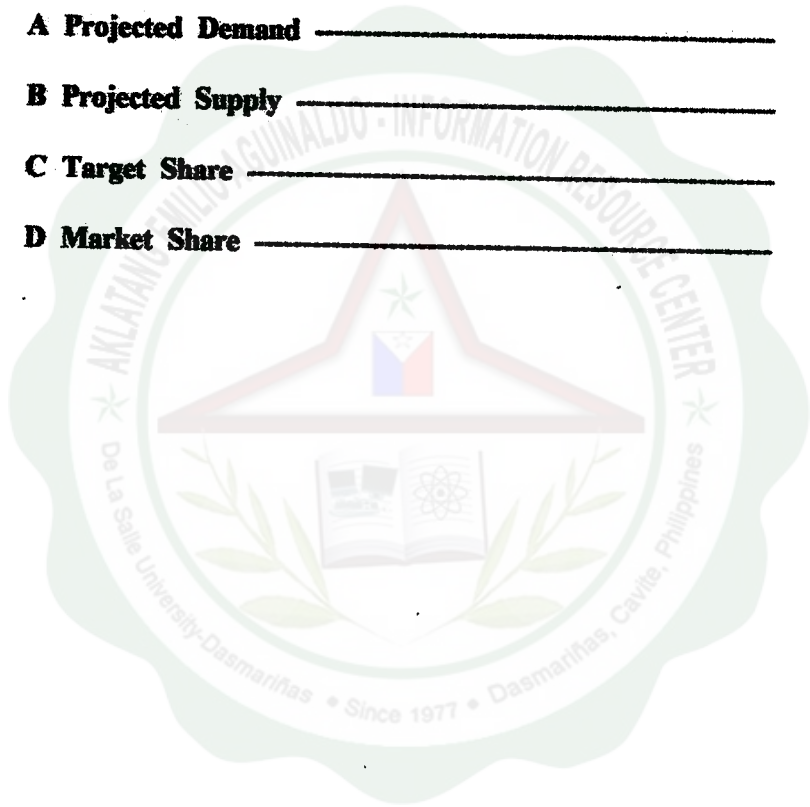 A Projected Demand
B Projected Supply
C Target Share
D Market Share
AKLATANG EMILIO AGUINALDO - INFORMATION RESOURCE CENTER
De La Salle University-Dasmariñas • Since 1977 • Dasmariñas, Cavite, Philippines